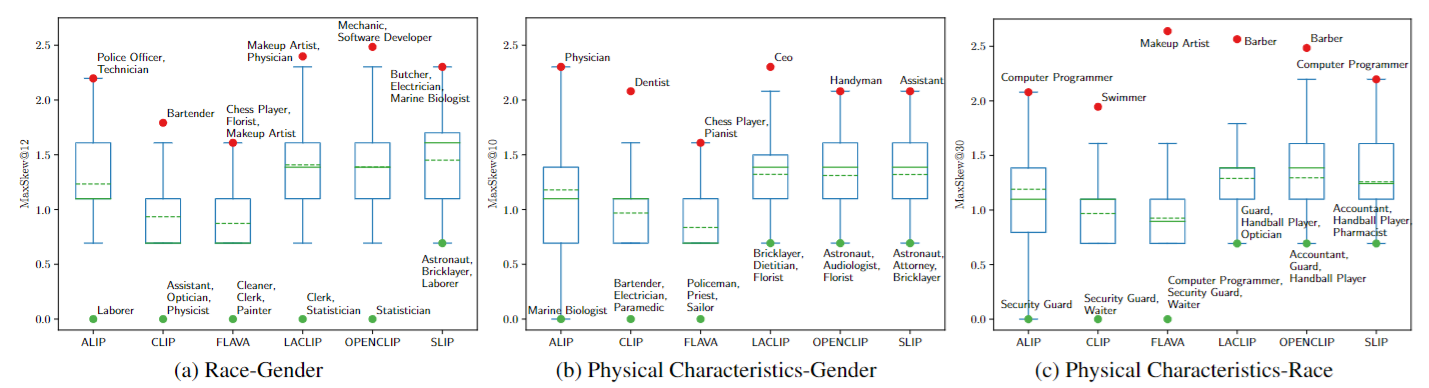 MaxSkew@12
2.5
2.0
1.5
1.0
0.5
0.0
Police Officer,
Technician
Bartender
Chess Player,
Florist,
Makeup Artist
Makeup Artist,
Physician
Mechanic,
Software Developer
Butcher,
Electrician,
Marine Biologist
Laborer
Assistant,
Optician,
Physicist
Cleaner,
Clerk,
Painter
Clerk,
Statistician
Statistician
Astronaut,
Bricklayer,
Laborer
ALIP CLIP FLAVA LACLIP OPENCLIP SLIP
(a) Race-Gender
MaxSkew@10
2.5
2.0
1.5
1.0
0.5
0.0
Physician
Dentist
Chess Player,
Pianist
Ceo
Handyman
Assistant
Marine Biologist
Bartender,
Electrician,
Paramedic
Policeman,
Priest,
Sailor
Bricklayer,
Dietitian,
Florist
Astronaut,
Audiologist,
Florist
Astronaut,
Attorney,
Bricklayer
ALIP CLIP FLAVA LACLIP OPENCLIP SLIP
(b) Physical Characteristics-Gender
MaxSkew@30
2.5
2.0
1.5
1.0
0.5
0.0
Computer Programmer
Swimmer
Makeup Artist
Barber
Barber
Computer Programmer
Security Guard
Security Guard,
Waiter
Computer Programmer,
Security Guard,
Waiter
Guard,
Handball Player,
Optician
Accountant,
Guard,
Handball Player
Accountant,
Handball Player,
Pharmacist
ALIP CLIP FLAVA LACLIP OPENCLIP SLIP
(c) Physical Characteristics-Race